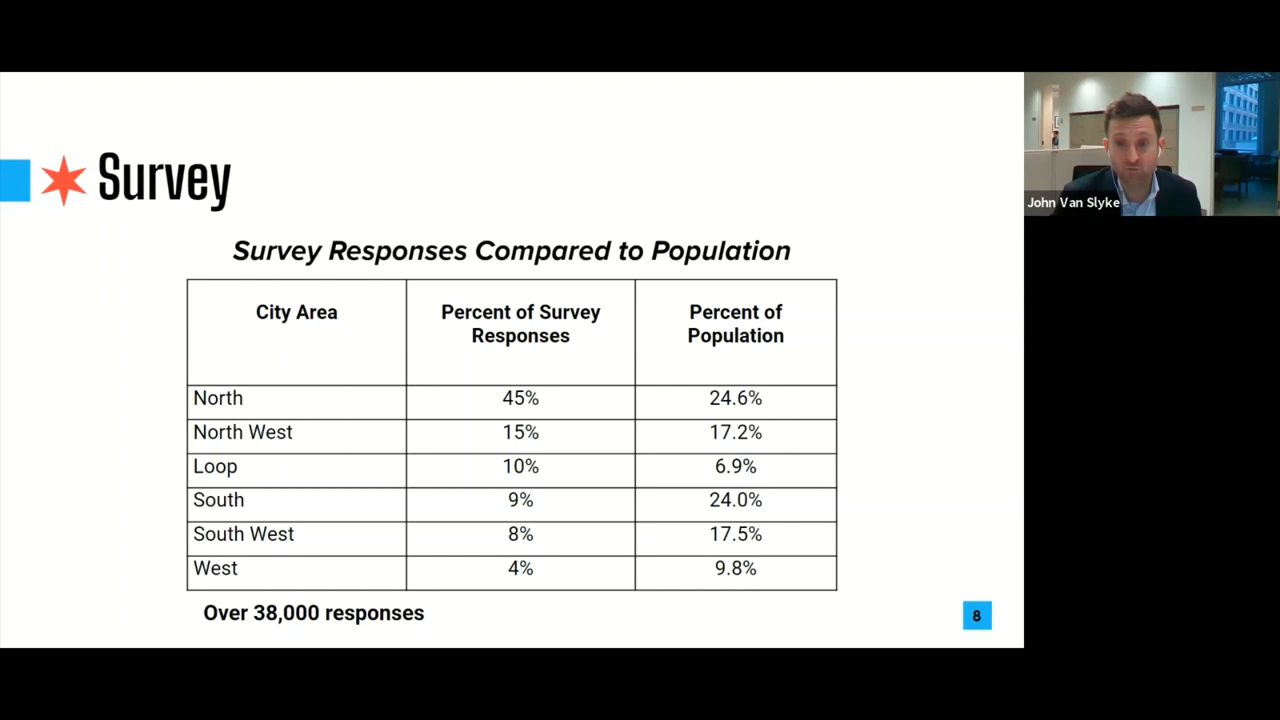 Survey
Survey Responses Compared to Population
City Area
Percent of Survey
Responses
Percent of
Population
North 45% 24.6%
North West 15% 17.2%
Loop 10% 6.9%
South 9% 24.0%
South West 8% 17.5%
West 4% 9.8%
Over 38,000 responses
8
John Van Slyke